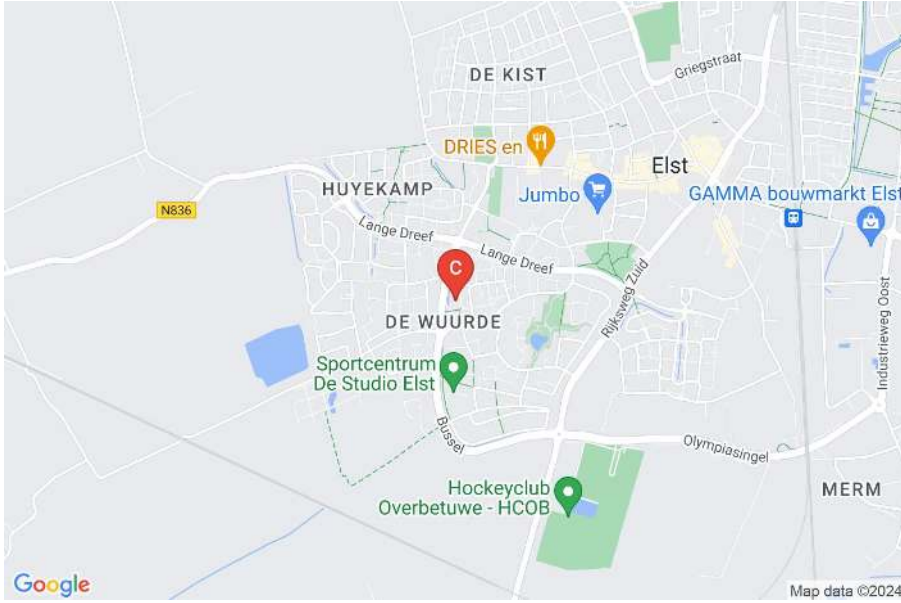 DE KIST
Griegstraat
DRIES en
Elst
Jumbo
GAMMA bouwmarkt Elst
HUYEKAMP
N836
Lange Dreef
Lange Dreef
C
Rijksweg Zuid
DE WUURDE
Industrieweg Oost
Sportcentrum
De Studio Elst
Bussel
Olympiasingel
Hockeyclub
Overbetuwe - HCOB
MERM
Google
Map data ©2024